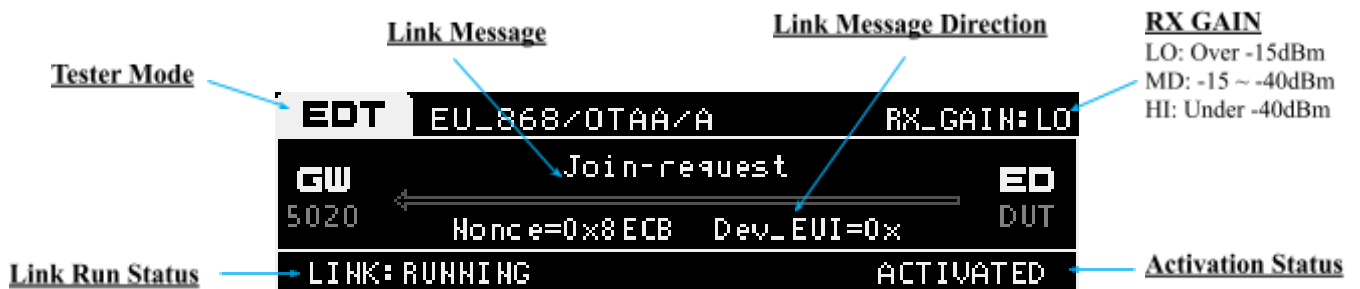 Link Message
Link Message Direction
RX GAIN
LO: Over -15dBm
MD: -15 ~ -40dBm
HI: Under -40dBm
Tester Mode
EDT EU_868/OTAA/A RX_GAIN:LO
Join-request
GW ED
5020 DUT
Nonce=0x8ECB Dev_EUI=0x
Link Run Status LINK:RUNNING ACTIVATED Activation Status